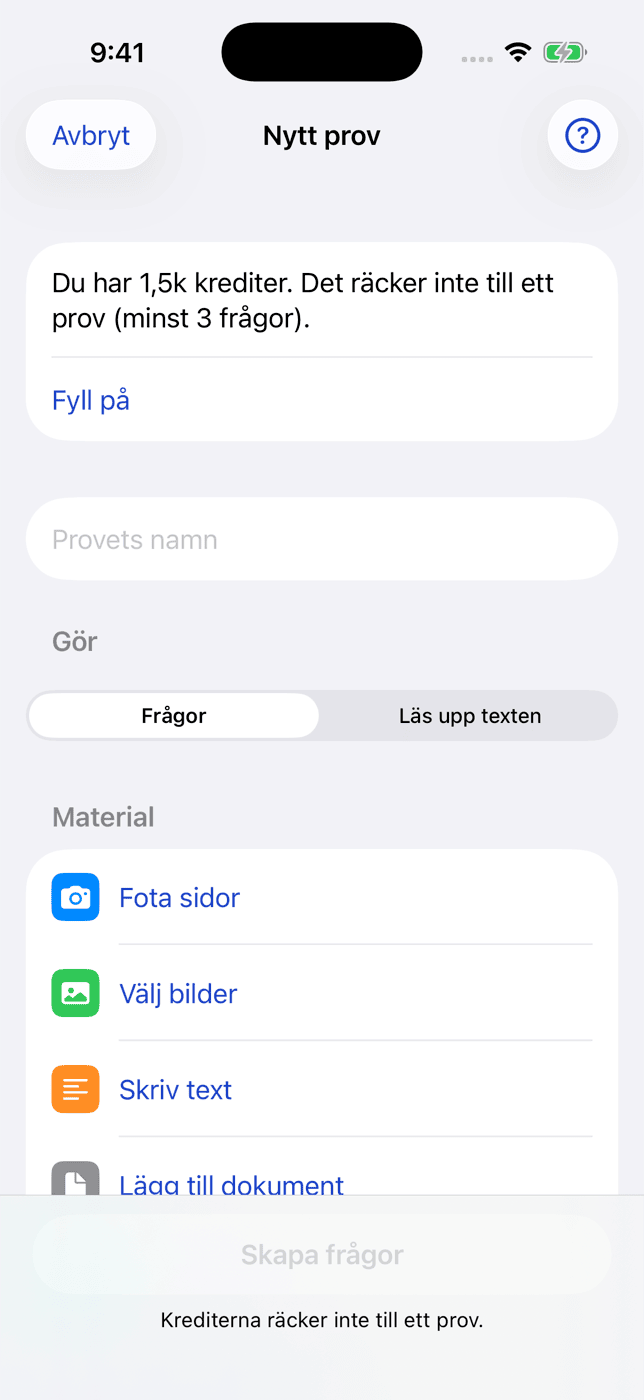 9:41
Avbryt
Nytt prov
?
Du har 1,5k krediter. Det räcker inte till ett
prov (minst 3 frågor).
Fyll på
Provets namn
Gör
Frågor
Läs upp texten
Material
Fota sidor
Välj bilder
Skriv text
Lägg till dokument
Skapa frågor
Krediterna räcker inte till ett prov.